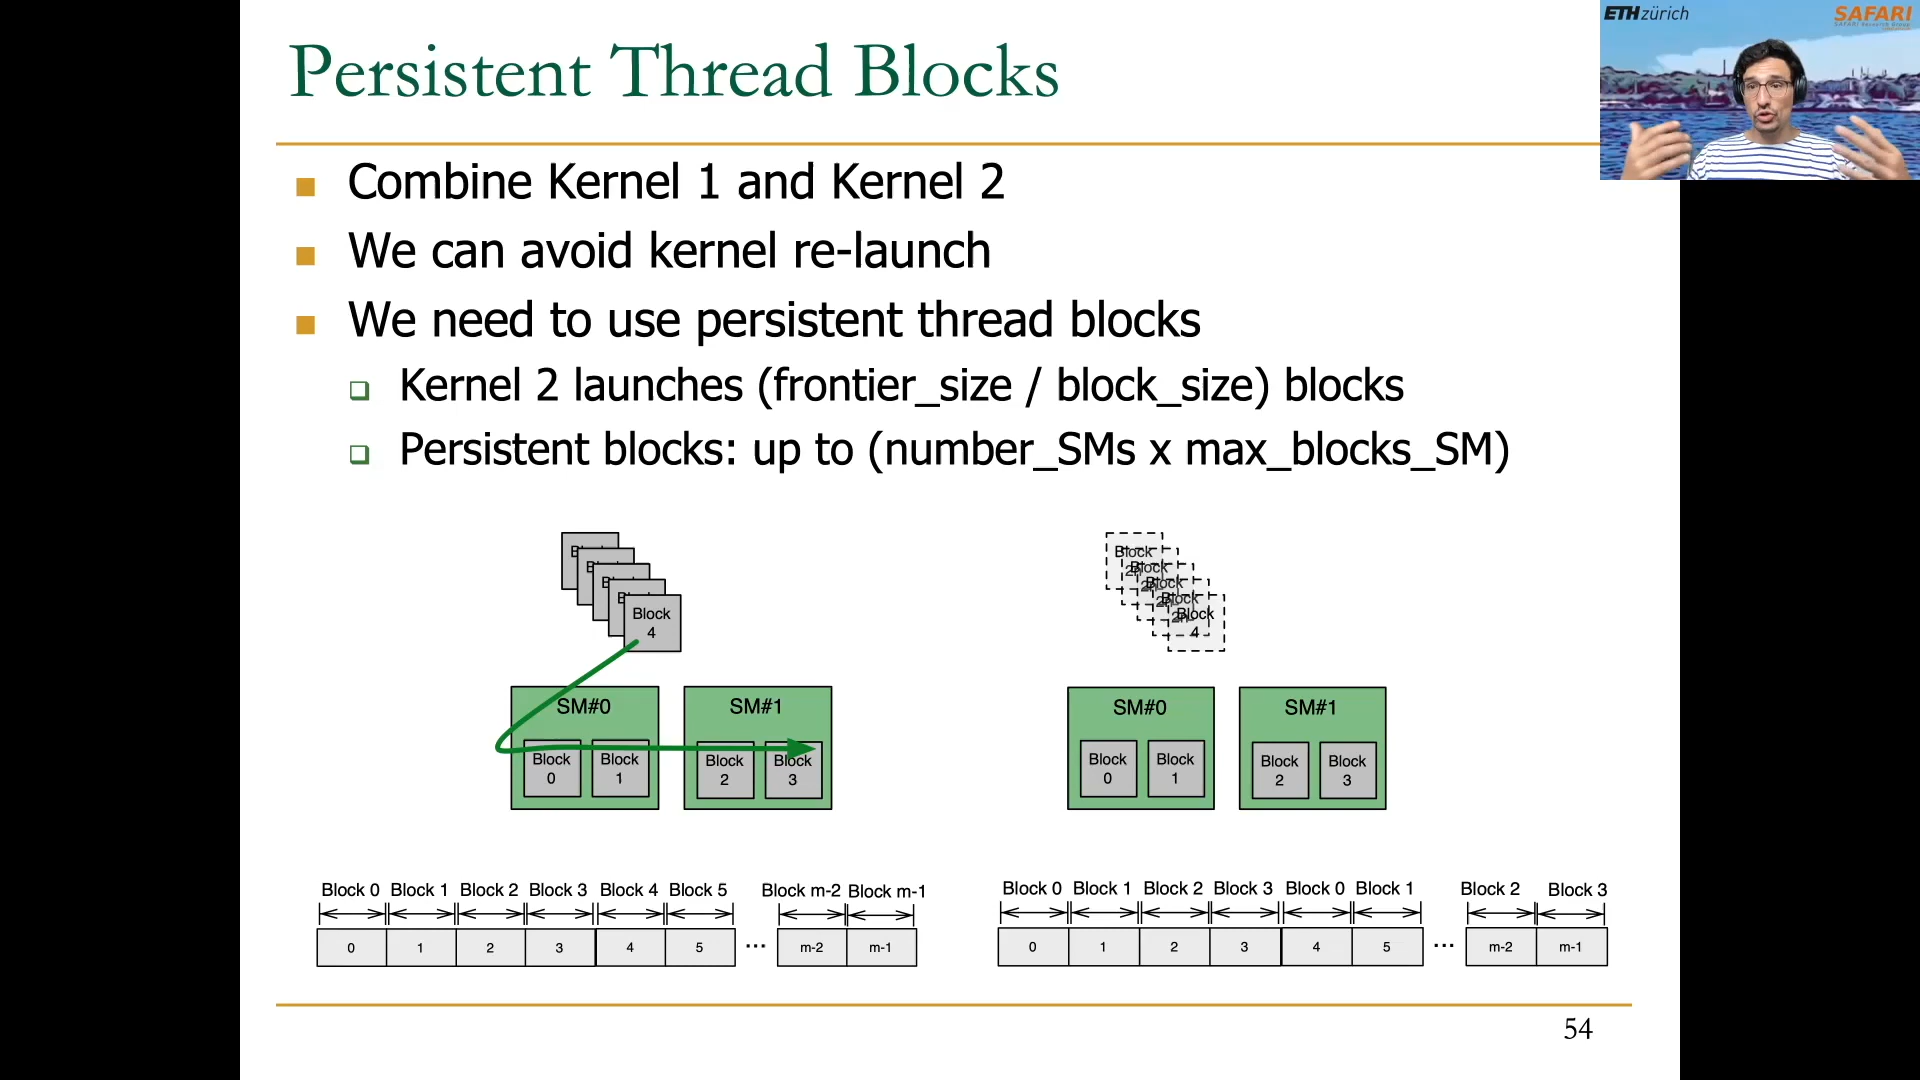 Persistent Thread Blocks
ETH zürich
SAFARI
SAFARI Research Group
Combine Kernel 1 and Kernel 2
We can avoid kernel re-launch
We need to use persistent thread blocks
Kernel 2 launches (frontier_size / block_size) blocks
Persistent blocks: up to (number_SMs x max_blocks_SM)
Block
4
SM#0
SM#1
Block
0
Block
1
Block
2
Block
3
Block 0 Block 1 Block 2 Block 3 Block 4 Block 5 Block m-2 Block m-1
0 1 2 3 4 5 ... m-2 m-1
Block
Block
Block
Block
Block
4
SM#0
SM#1
Block
0
Block
1
Block
2
Block
3
Block 0 Block 1 Block 2 Block 3 Block 0 Block 1 Block 2 Block 3
0 1 2 3 4 5 ... m-2 m-1
54